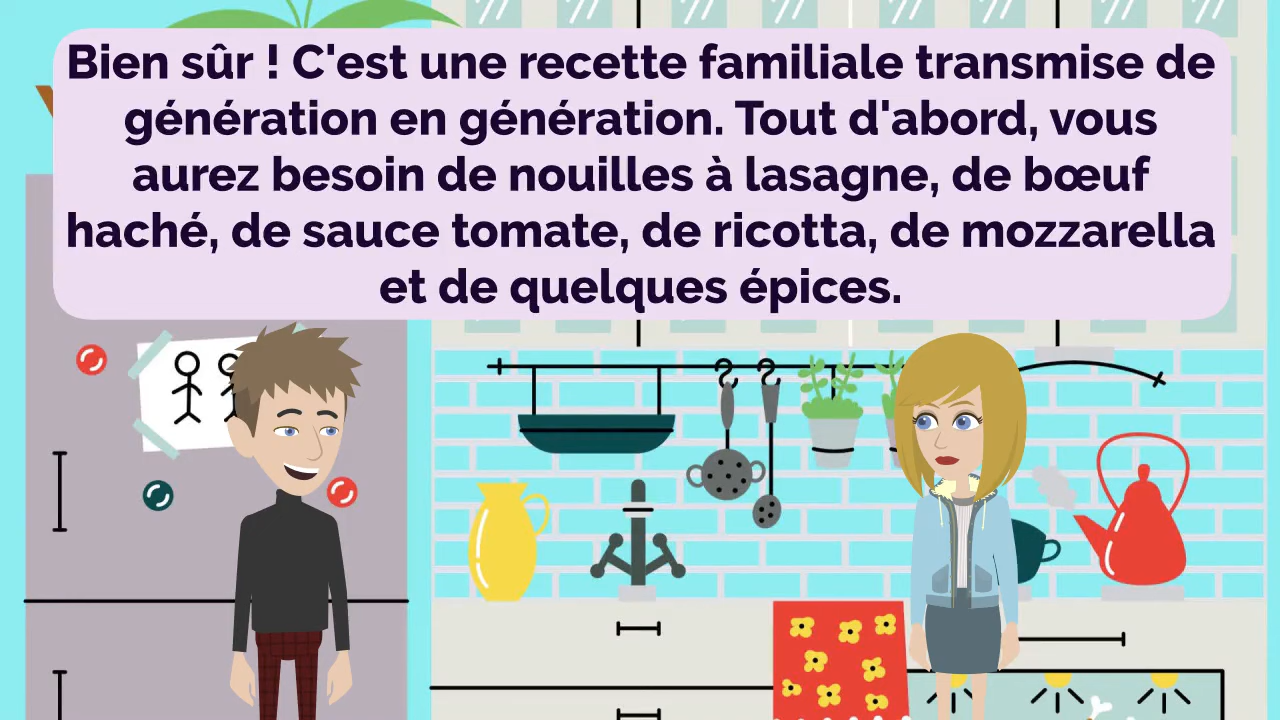 Bien sûr ! C'est une recette familiale transmise de
génération en génération. Tout d'abord, vous
aurez besoin de nouilles à lasagne, de bœuf
haché, de sauce tomate, de ricotta, de mozzarella
et de quelques épices.